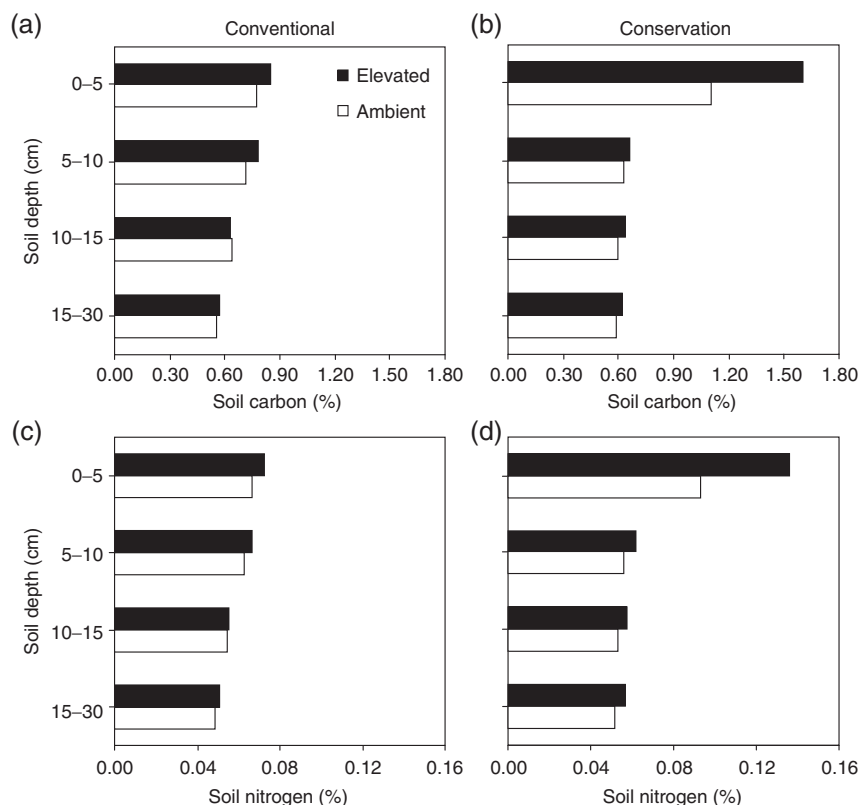 (a)
Conventional
(b)
Conservation
Elevated
Ambient
Soil depth (cm)
0–5
5–10
10–15
15–30
0.00 0.30 0.60 0.90 1.20 1.50 1.80
Soil carbon (%)
0.00 0.30 0.60 0.90 1.20 1.50 1.80
Soil carbon (%)
(c)
(d)
Soil depth (cm)
0–5
5–10
10–15
15–30
0.00 0.04 0.08 0.12 0.16
Soil nitrogen (%)
0.00 0.04 0.08 0.12 0.16
Soil nitrogen (%)